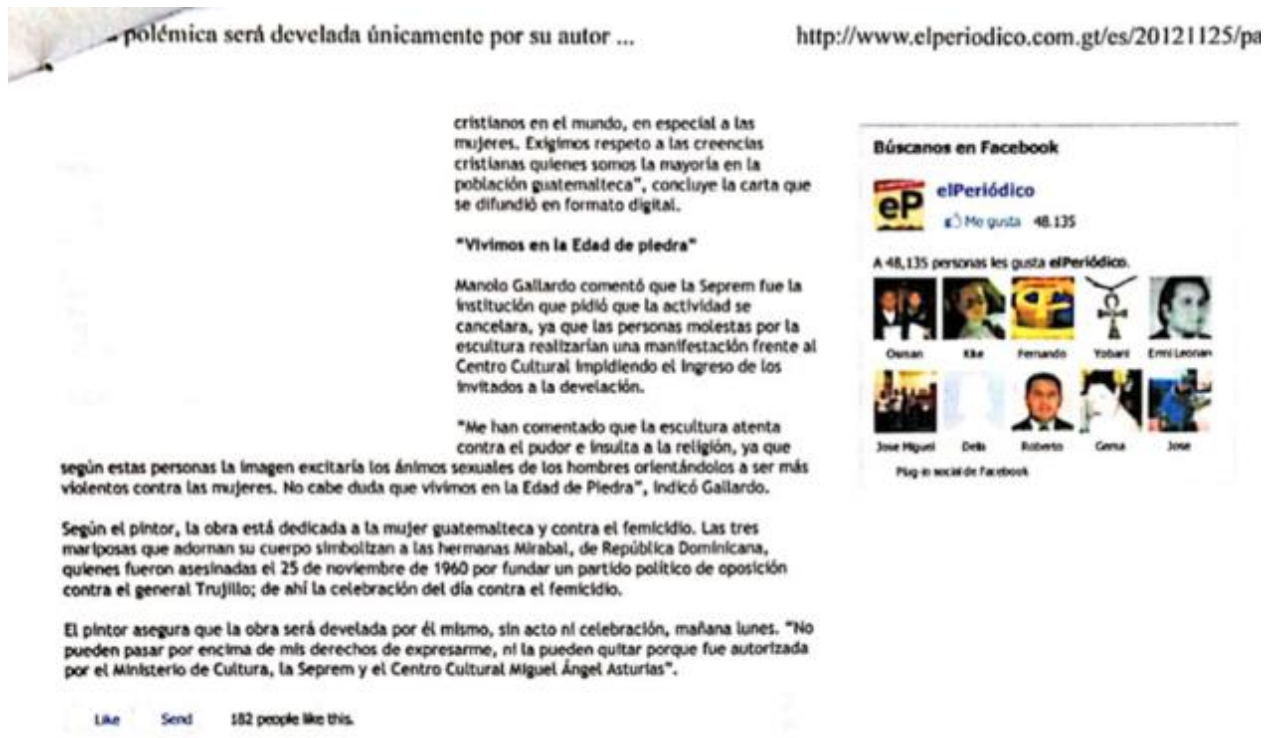 polémica será develada únicamente por su autor ...
http://www.elperiodico.com.gt/es/20121125/pa
cristianos en el mundo, en especial a las
mujeres. Exigimos respeto a las creencias
cristianas quienes somos la mayoría en la
población guatemalteca", concluye la carta que
se difundió en formato digital.
"Vivimos en la Edad de piedra"
Manolo Gallardo comentó que la Seprem fue la
institución que pidió que la actividad se
cancelara, ya que las personas molestas por la
escultura realizarían una manifestación frente al
Centro Cultural impidiendo el ingreso de los
invitados a la develación.
"Me han comentado que la escultura atenta
contra el pudor e insulta a la religión, ya que
según estas personas la imagen excitaría los ánimos sexuales de los hombres orientándolos a ser más
violentos contra las mujeres. No cabe duda que vivimos en la Edad de Piedra", indicó Gallardo.
Según el pintor, la obra está dedicada a la mujer guatemalteca y contra el femicidio. Las tres
mariposas que adornan su cuerpo simbolizan a las hermanas Mirabal, de República Dominicana,
quienes fueron asesinadas el 25 de noviembre de 1960 por fundar un partido político de oposición
contra el general Trujillo; de ahí la celebración del día contra el femicidio.
El pintor asegura que la obra será develada por él mismo, sin acto ni celebración, mañana lunes. "No
pueden pasar por encima de mis derechos de expresarme, ni la pueden quitar porque fue autorizada
por el Ministerio de Cultura, la Seprem y el Centro Cultural Miguel Ángel Asturias".
Like Send 182 people like this.
Búscanos en Facebook
eP
elPeriódico
Me gusta 48.135
A 48,135 personas les gusta elPeriódico.
Osman Kike Fernando Yobani Ermi Leonan
Jose Miguel Delia Roberto Gema Jose
Plug-in social de Facebook